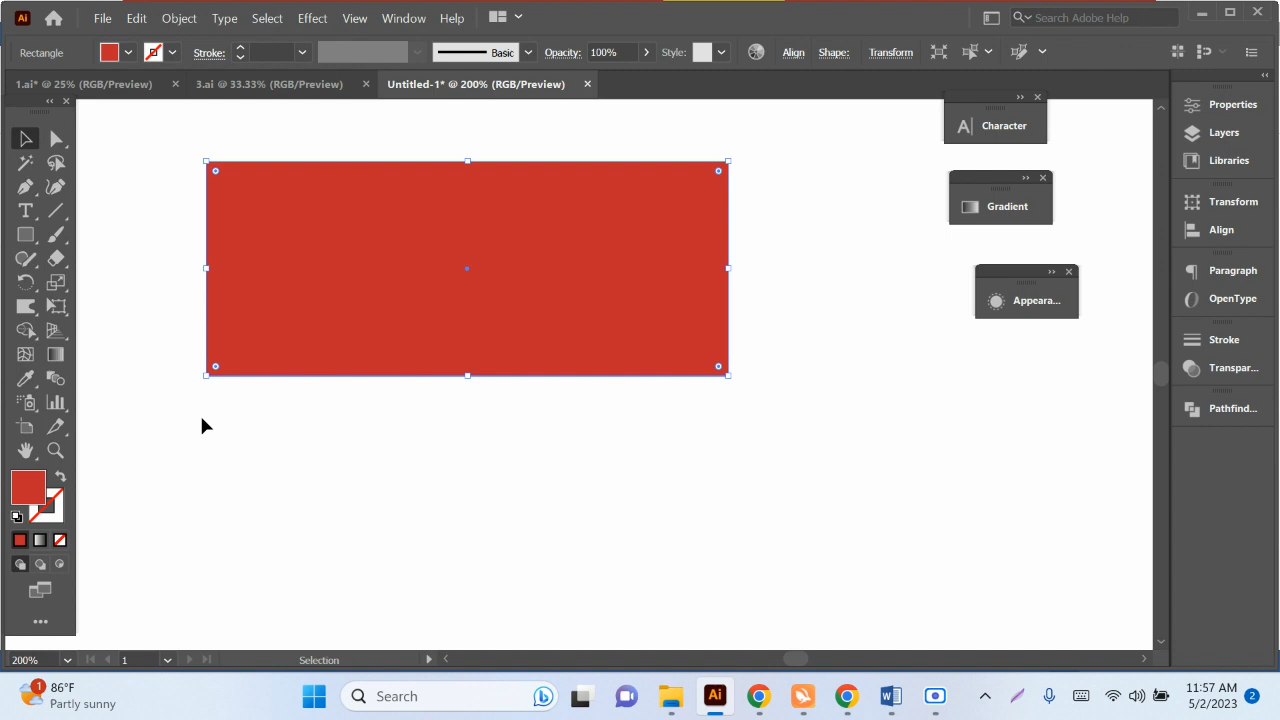 Ai File Edit Object Type Select Effect View Window Help Search Adobe Help
Rectangle Stroke: Basic Opacity: 100% Style: Align Shape: Transform
1.ai* @ 25% (RGB/Preview) 3.ai @ 33.33% (RGB/Preview) Untitled-1* @ 200% (RGB/Preview)
Character
Gradient
Appeara...
Properties
Layers
Libraries
Transform
Align
Paragraph
OpenType
Stroke
Transpar...
Pathfind...
200% 1 Selection
1 86°F
Partly sunny
Search
Ai
11:57 AM
5/2/2023
2